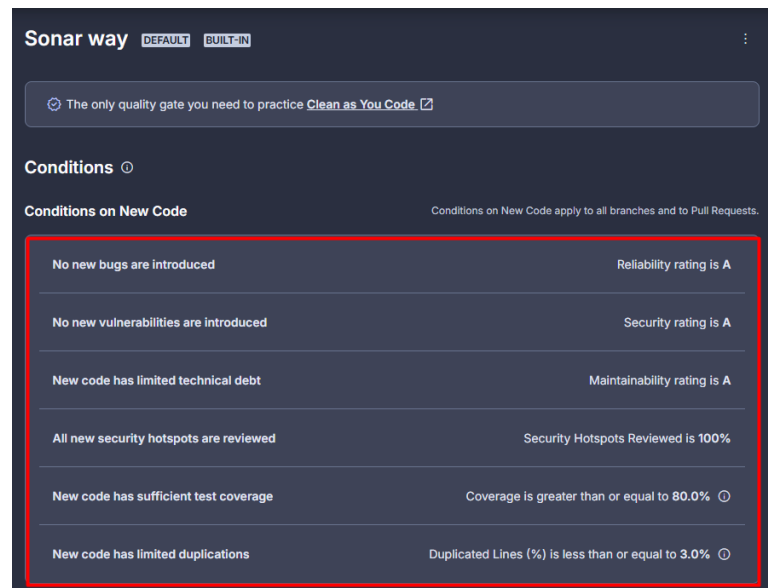 Sonar way DEFAULT BUILT-IN
The only quality gate you need to practice Clean as You Code
Conditions
Conditions on New Code Conditions on New Code apply to all branches and to Pull Requests.
No new bugs are introduced Reliability rating is A
No new vulnerabilities are introduced Security rating is A
New code has limited technical debt Maintainability rating is A
All new security hotspots are reviewed Security Hotspots Reviewed is 100%
New code has sufficient test coverage Coverage is greater than or equal to 80.0%
New code has limited duplications Duplicated Lines (%) is less than or equal to 3.0%